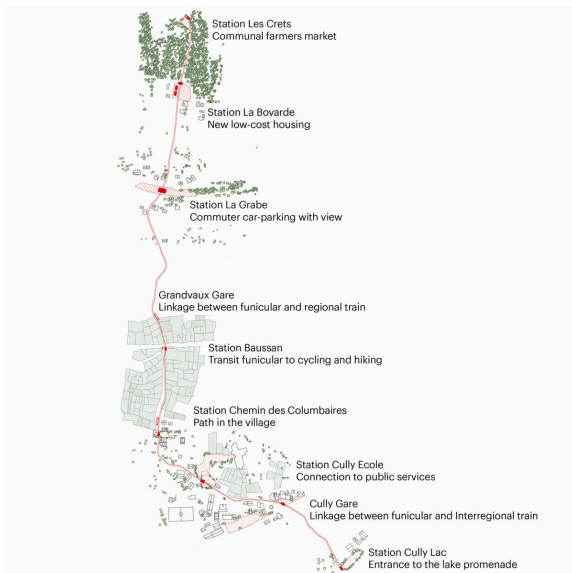 Station Les Crets
Communal farmers market
Station La Bovarde
New low-cost housing
Station La Grabe
Commuter car-parking with view
Grandvaux Gare
Linkage between funicular and regional train
Station Baussan
Transit funicular to cycling and hiking
Station Chemin des Columbaires
Path in the village
Station Cully Ecole
Connection to public services
Cully Gare
Linkage between funicular and Interregional train
Station Cully Lac
Entrance to the lake promenade